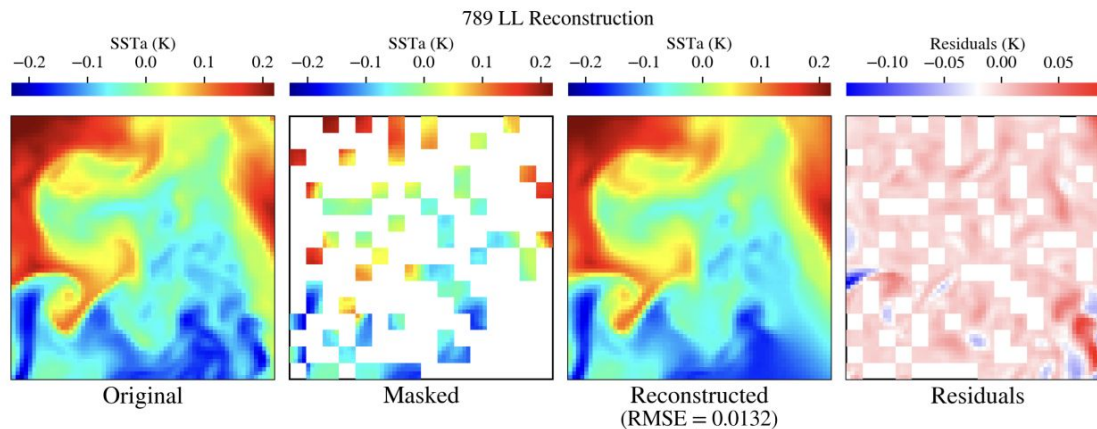 789 LL Reconstruction
SSTa (K)
−0.2 −0.1 0.0 0.1 0.2
SSTa (K)
−0.2 −0.1 0.0 0.1 0.2
SSTa (K)
−0.2 −0.1 0.0 0.1 0.2
Residuals (K)
−0.10 −0.05 0.00 0.05
Original
Masked
Reconstructed
(RMSE = 0.0132)
Residuals